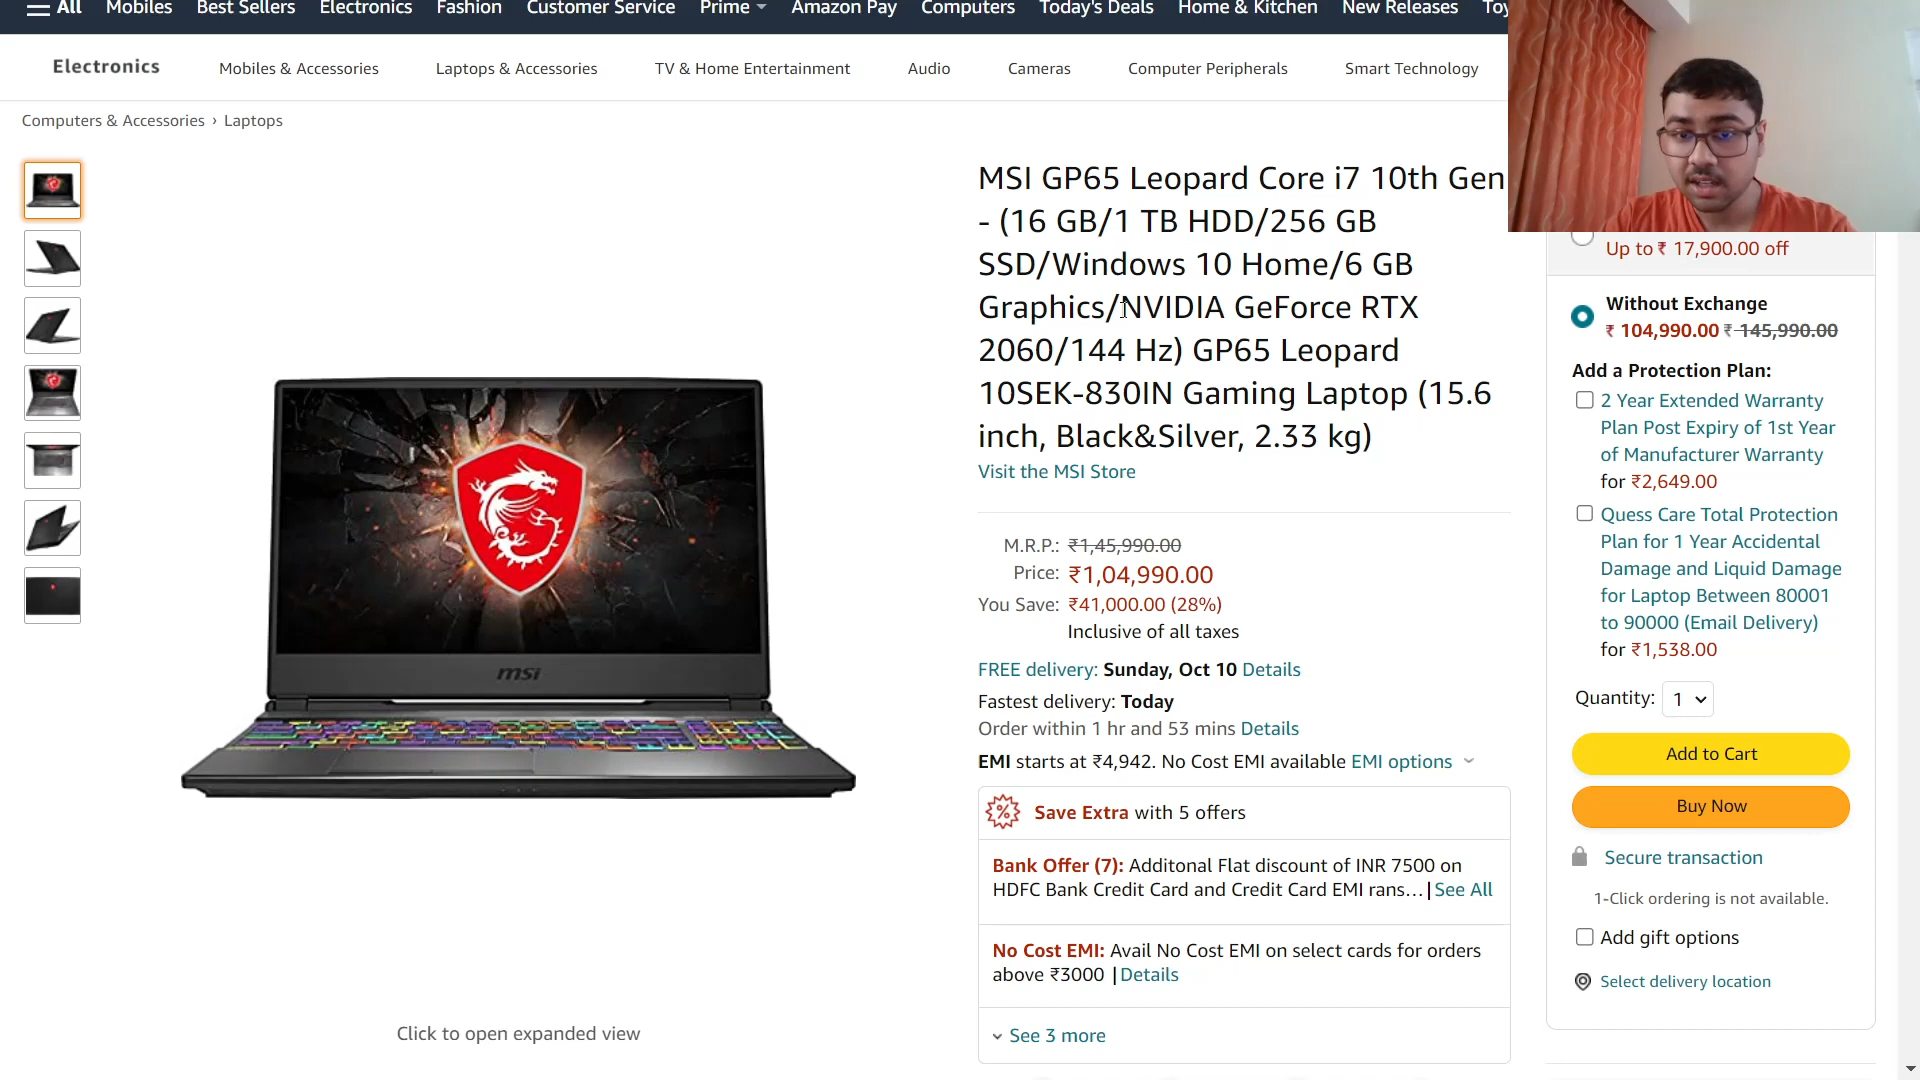 All Mobiles Best Sellers Electronics Fashion Customer Service Prime Amazon Pay Computers Today's Deals Home & Kitchen New Releases
Electronics Mobiles & Accessories Laptops & Accessories TV & Home Entertainment Audio Cameras Computer Peripherals Smart Technology
Computers & Accessories › Laptops
MSI GP65 Leopard Core i7 10th Gen
- (16 GB/1 TB HDD/256 GB
SSD/Windows 10 Home/6 GB
Graphics/NVIDIA GeForce RTX
2060/144 Hz) GP65 Leopard
10SEK-830IN Gaming Laptop (15.6
inch, Black&Silver, 2.33 kg)
Visit the MSI Store
M.R.P.: ₹1,45,990.00
Price: ₹1,04,990.00
You Save: ₹41,000.00 (28%)
Inclusive of all taxes
FREE delivery: Sunday, Oct 10 Details
Fastest delivery: Today
Order within 1 hr and 53 mins Details
EMI starts at ₹4,942. No Cost EMI available EMI options
Save Extra with 5 offers
Bank Offer (7): Additonal Flat discount of INR 7500 on
HDFC Bank Credit Card and Credit Card EMI rans… | See All
No Cost EMI: Avail No Cost EMI on select cards for orders
above ₹3000 | Details
See 3 more
msi
Click to open expanded view
Up to ₹ 17,900.00 off
Without Exchange
₹ 104,990.00 ₹ 145,990.00
Add a Protection Plan:
2 Year Extended Warranty
Plan Post Expiry of 1st Year
of Manufacturer Warranty
for ₹2,649.00
Quess Care Total Protection
Plan for 1 Year Accidental
Damage and Liquid Damage
for Laptop Between 80001
to 90000 (Email Delivery)
for ₹1,538.00
Quantity: 1
Add to Cart
Buy Now
Secure transaction
1-Click ordering is not available.
Add gift options
Select delivery location